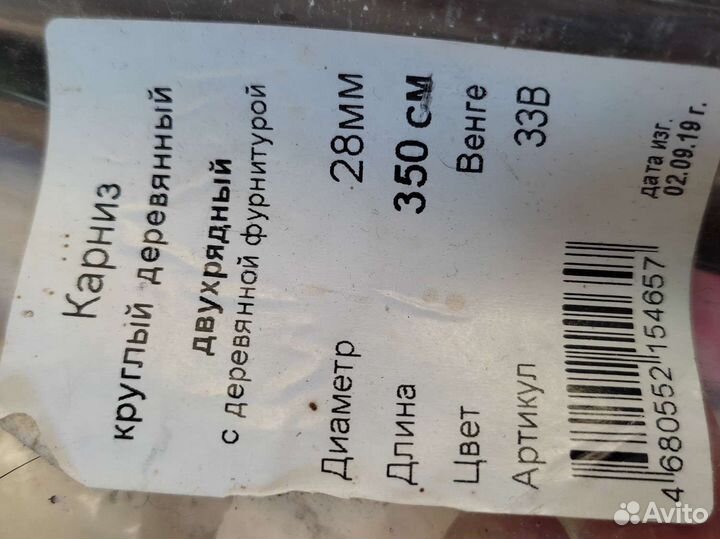 Карниз
круглый деревянный
двухрядный
с деревянной фурнитурой
Диаметр 28мм
Длина 350 см
Цвет Венге
Артикул 33В
4 680552 154657
дата изг.
02.09.19 г.
Avito